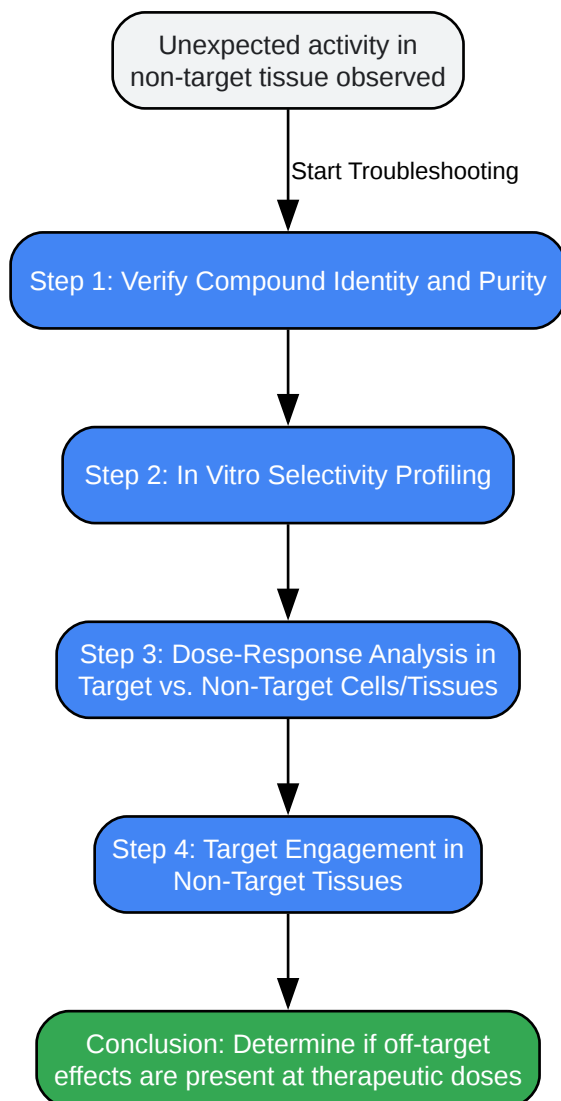 Unexpected activity in
non-target tissue observed
Start Troubleshooting
Step 1: Verify Compound Identity and Purity
Step 2: In Vitro Selectivity Profiling
Step 3: Dose-Response Analysis in
Target vs. Non-Target Cells/Tissues
Step 4: Target Engagement in
Non-Target Tissues
Conclusion: Determine if off-target
effects are present at therapeutic doses